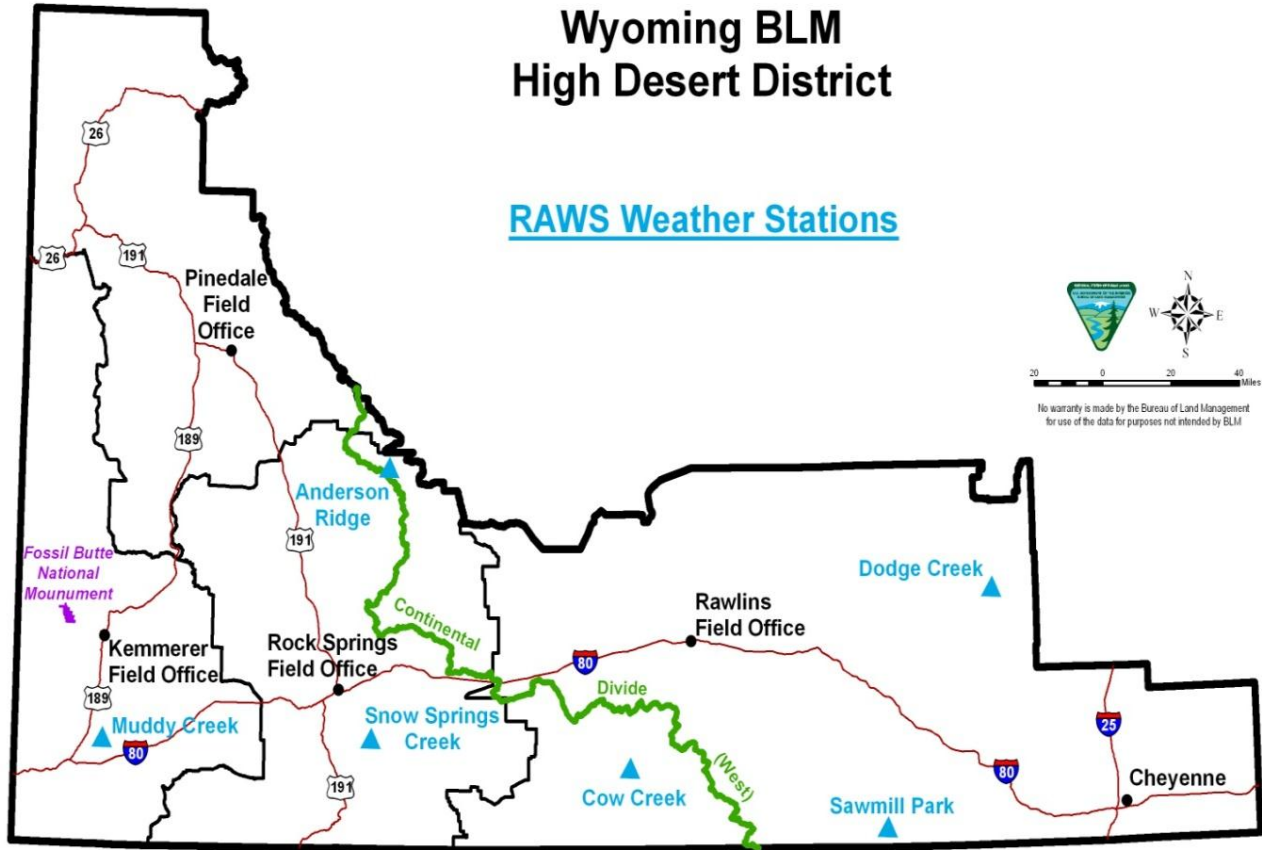 Wyoming BLM
High Desert District
RAWS Weather Stations
26
26
191
Pinedale
Field
Office
N
W E
S
20 0 20 40
Miles
No warranty is made by the Bureau of Land Management
for use of the data for purposes not intended by BLM
189
Anderson
Ridge
191
Fossil Butte
National
Mounument
Dodge Creek
Continental
Rawlins
Field Office
Kemmerer
Field Office
Rock Springs
Field Office
80
189
Divide
Muddy Creek
80
Snow Springs
Creek
25
191
(West)
80
Cow Creek
Cheyenne
Sawmill Park